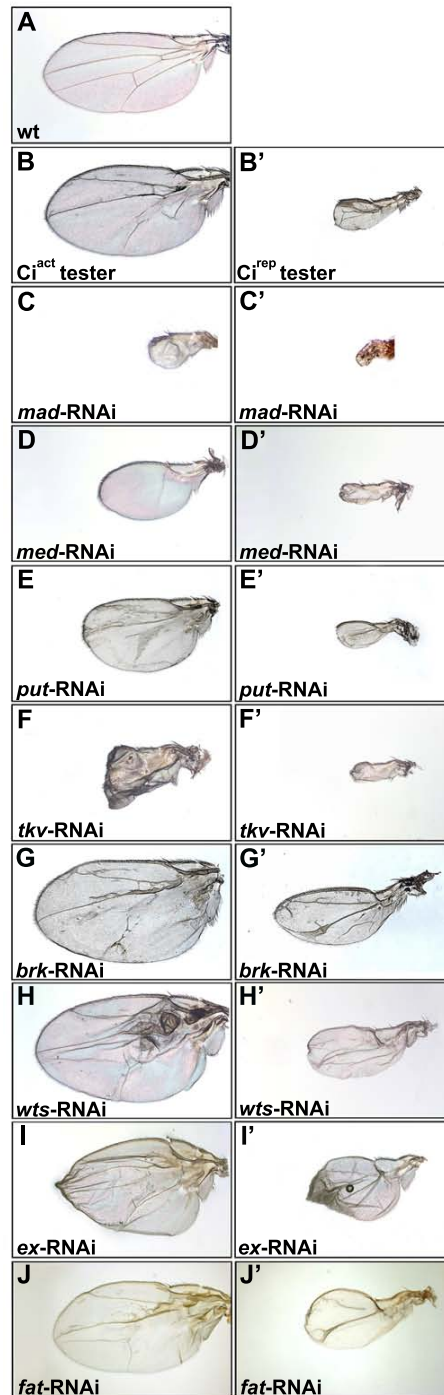 A
wt
B
Ci^act tester
B'
Ci^rep tester
C
mad-RNAi
C'
mad-RNAi
D
med-RNAi
D'
med-RNAi
E
put-RNAi
E'
put-RNAi
F
tkv-RNAi
F'
tkv-RNAi
G
brk-RNAi
G'
brk-RNAi
H
wts-RNAi
H'
wts-RNAi
I
ex-RNAi
I'
ex-RNAi
J
fat-RNAi
J'
fat-RNAi